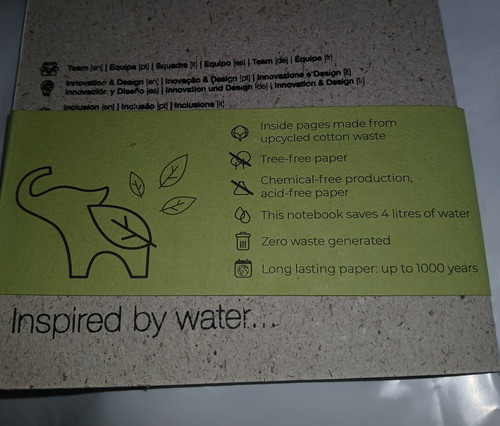 Team [en] | Equipa [pt] | Squadra [it] | Equipo [es] | Team [de] | Équipe [fr]
Innovation & Design [en] | Inovação & Design [pt] | Innovazione e Design [it]
Innovación y Diseño [es] | Innovation und Design [de] | Innovation & Design [fr]
Inclusion [en] | Inclusão [pt] | Inclusione [it]
Inside pages made from
upcycled cotton waste
Tree-free paper
Chemical-free production,
acid-free paper
This notebook saves 4 litres of water
Zero waste generated
Long lasting paper: up to 1000 years
Inspired by water...